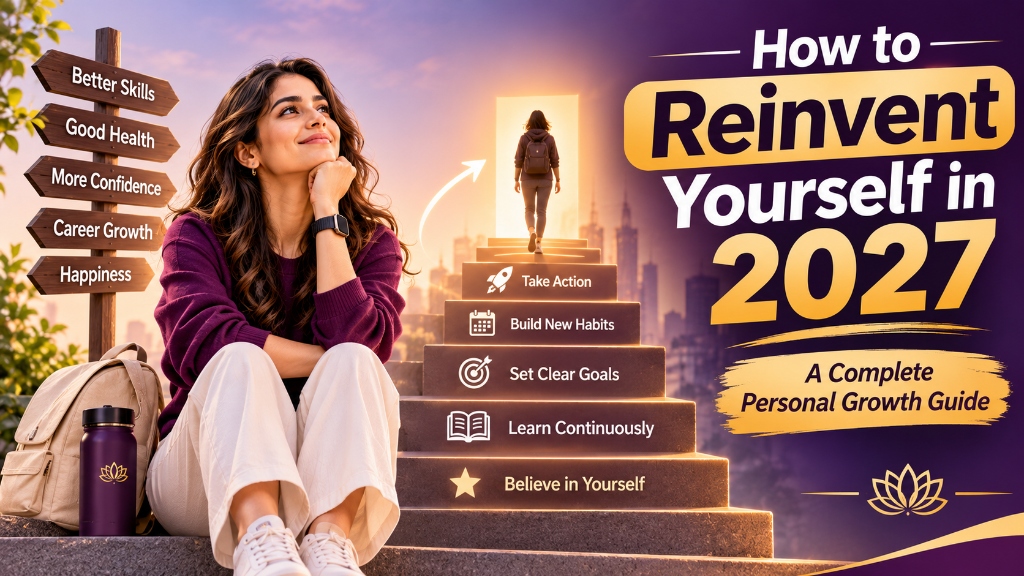 Better Skills
Good Health
More Confidence
Career Growth
Happiness
Take Action
Build New Habits
Set Clear Goals
Learn Continuously
Believe in Yourself
How to
Reinvent
Yourself in
2027
A Complete
Personal Growth Guide